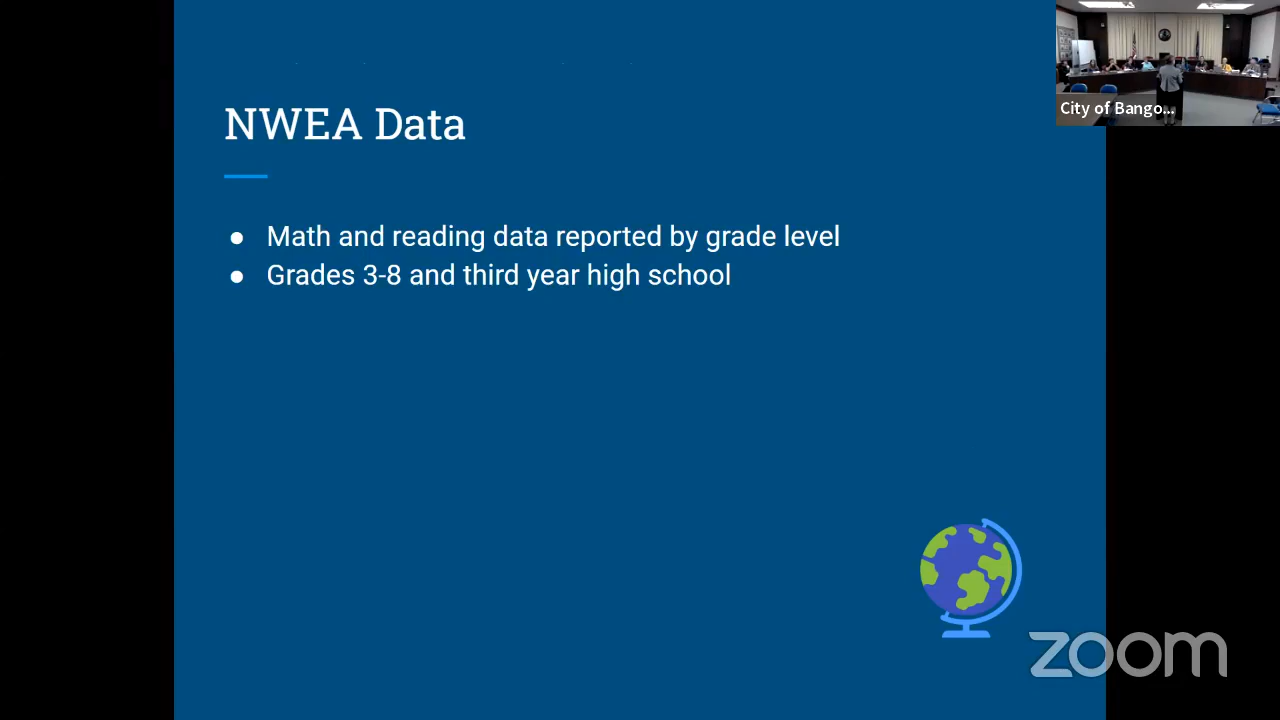 NWEA Data
● Math and reading data reported by grade level
● Grades 3-8 and third year high school
City of Bango...
zoom